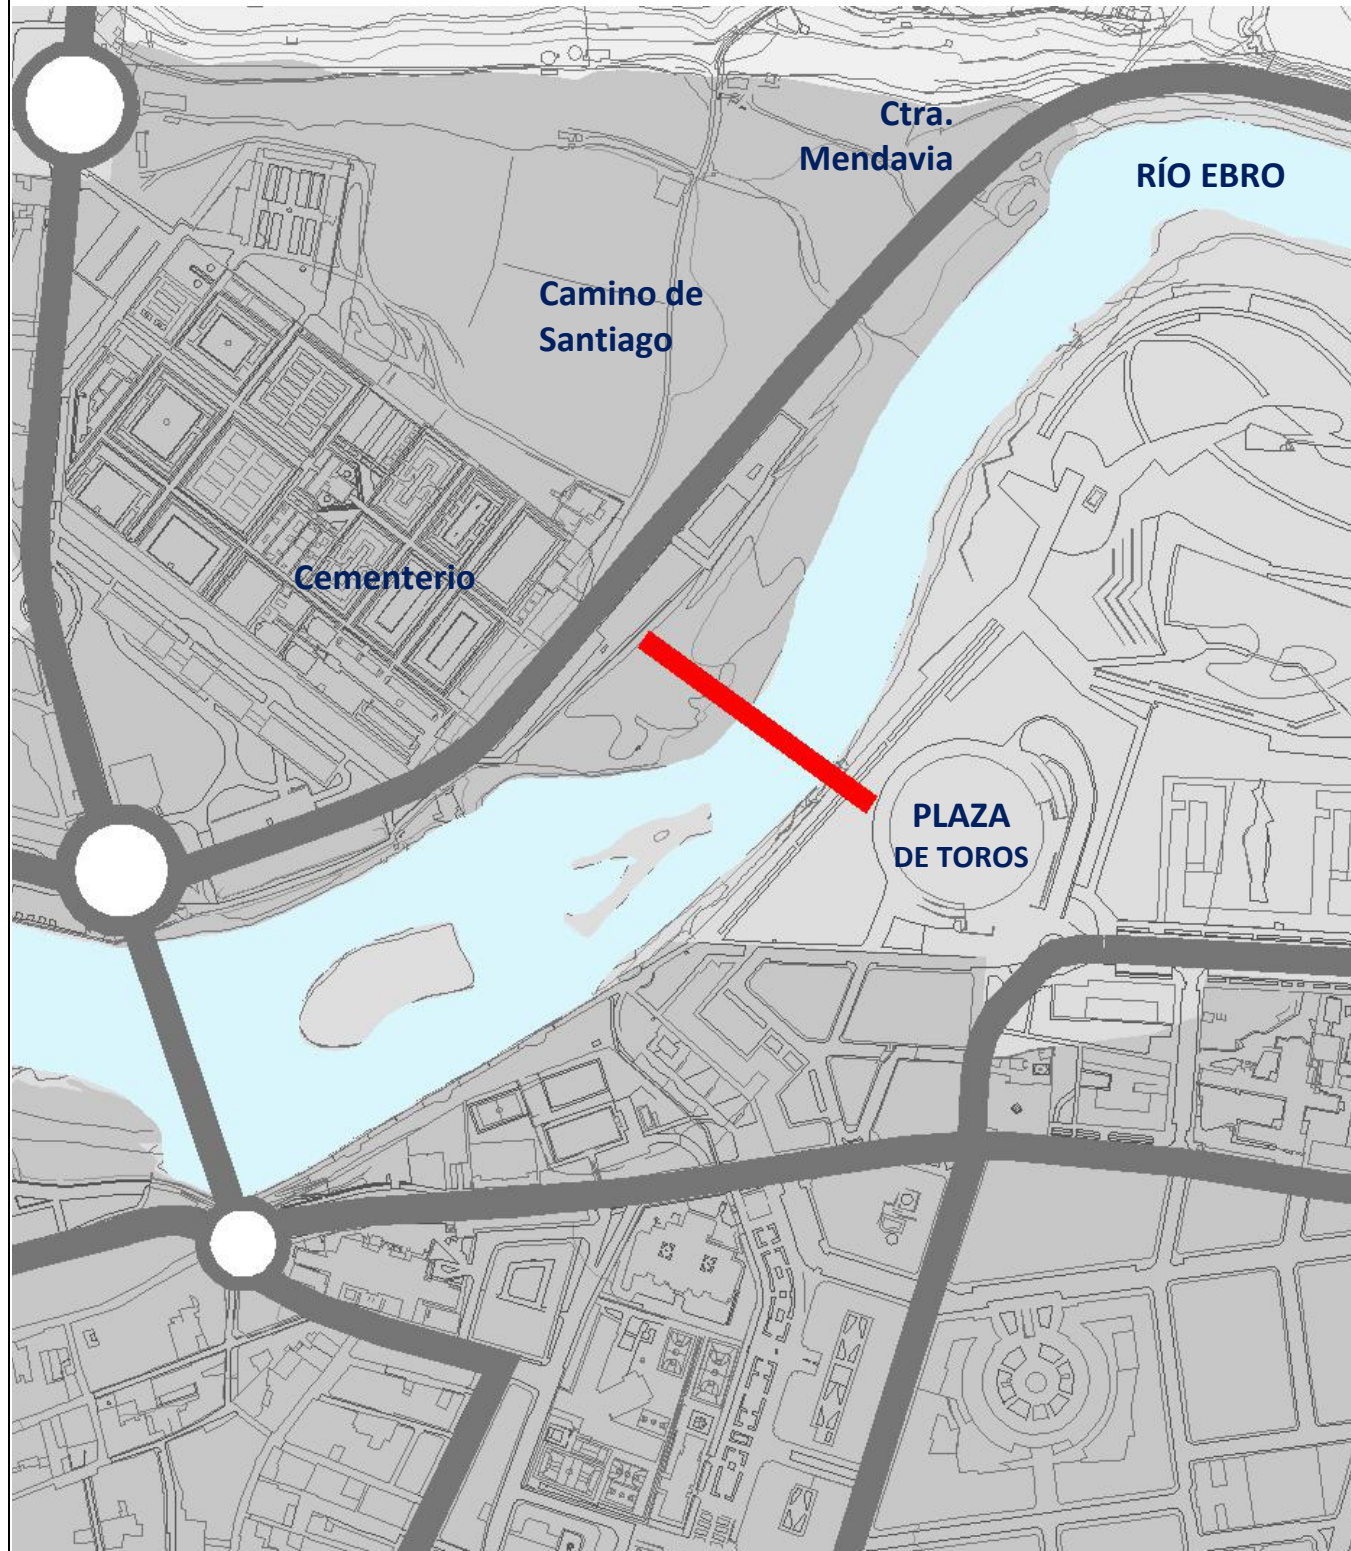 Ctra.
Mendavia
RÍO EBRO
Camino de
Santiago
Cementerio
PLAZA
DE TOROS